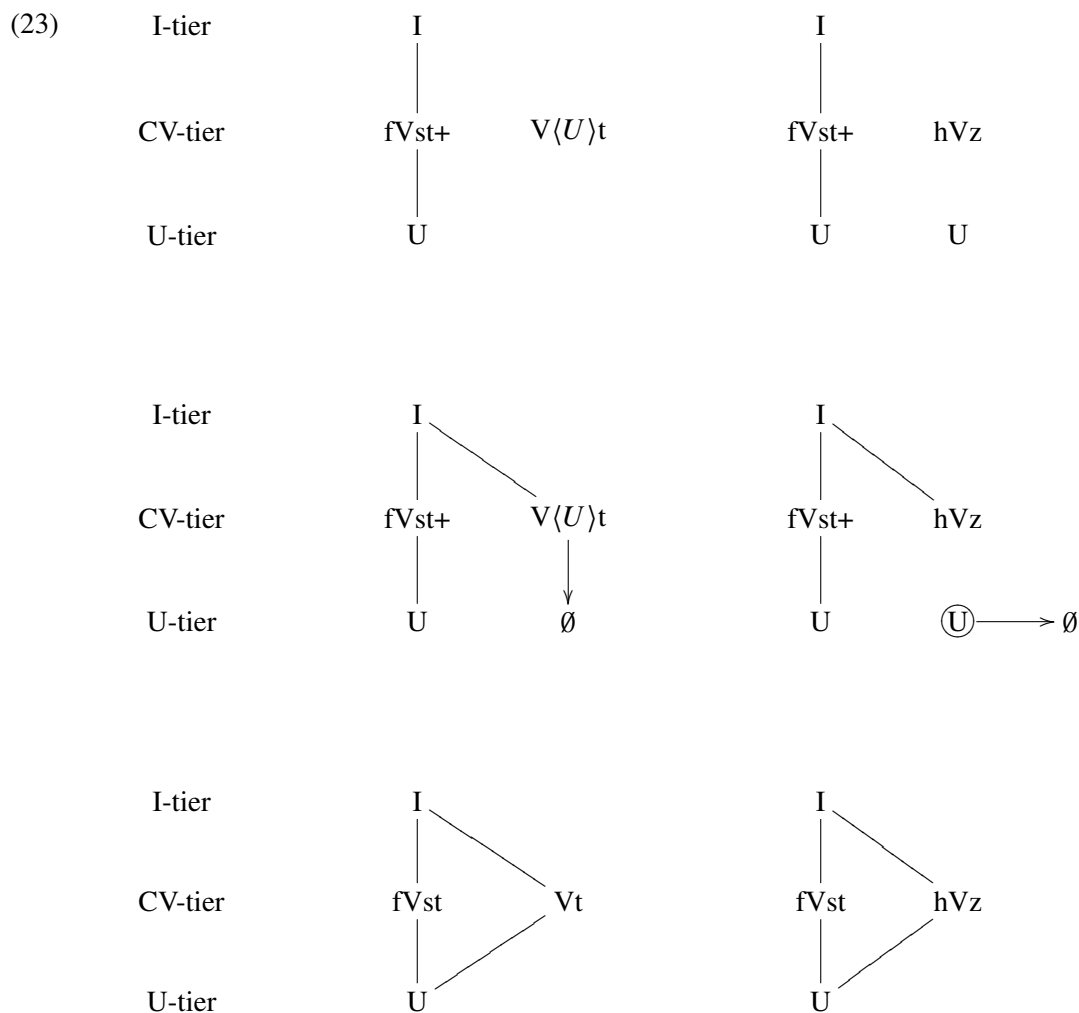 (23) I-tier I I
CV-tier fVst+ V⟨U⟩t fVst+ hVz
U-tier U U U
I-tier I I
CV-tier fVst+ V⟨U⟩t fVst+ hVz
U-tier U ∅ U U ∅
I-tier I I
CV-tier fVst Vt fVst hVz
U-tier U U